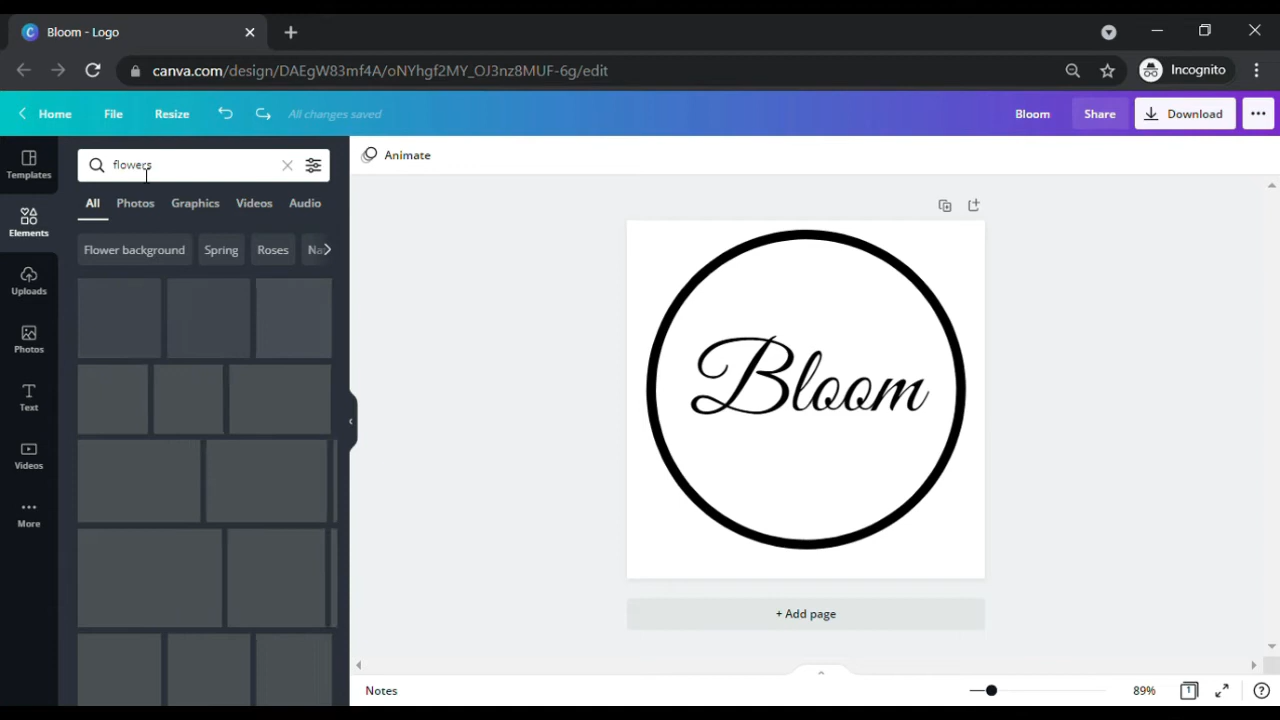 Bloom - Logo
canva.com/design/DAEgW83mf4A/oNYhgf2MY_OJ3nz8MUF-6g/edit
Incognito
Home File Resize All changes saved Bloom Share Download
Templates
Elements
Uploads
Photos
Text
Videos
More
flowers
All Photos Graphics Videos Audio
Flower background Spring Roses
Animate
Bloom
+ Add page
Notes
89%
1